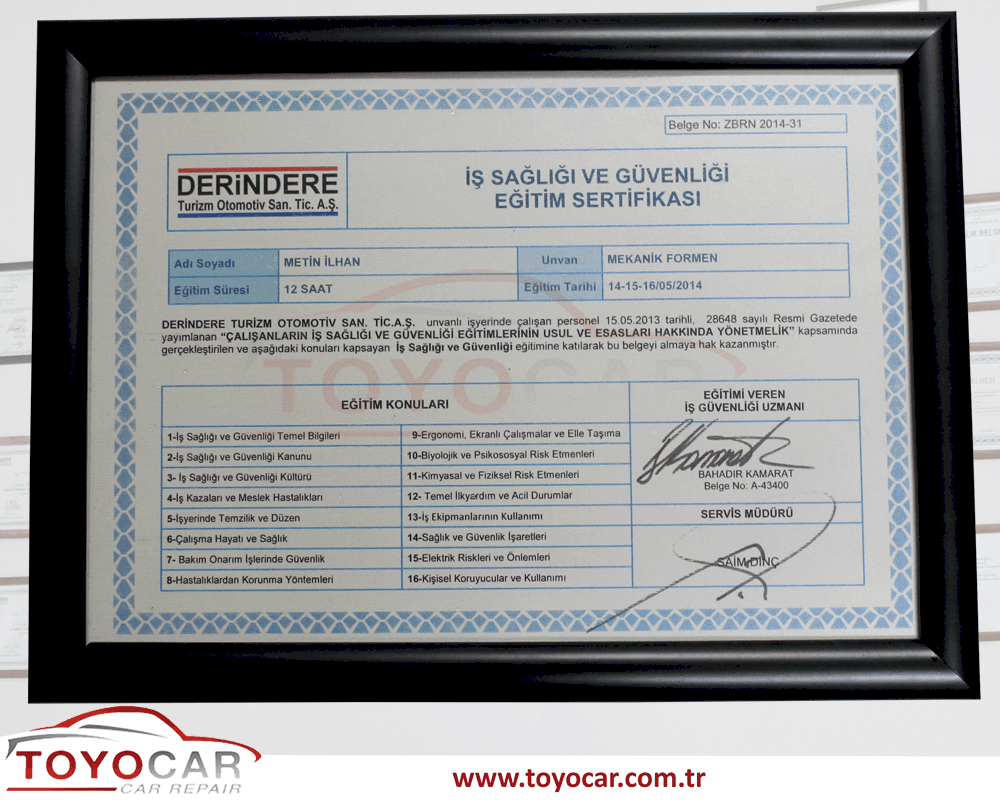 Belge No: ZBRN 2014-31
DERiNDERE
Turizm Otomotiv San. Tic. A.Ş.
İŞ SAĞLIĞI VE GÜVENLİĞİ
EĞİTİM SERTİFİKASI
Adı Soyadı METİN İLHAN Unvan MEKANİK FORMEN
Eğitim Süresi 12 SAAT Eğitim Tarihi 14-15-16/05/2014
DERİNDERE TURİZM OTOMOTİV SAN. TİC.A.Ş. unvanlı işyerinde çalışan personel 15.05.2013 tarihli, 28648 sayılı Resmi Gazetede
yayımlanan “ÇALIŞANLARIN İŞ SAĞLIĞI VE GÜVENLİĞİ EĞİTİMLERİNİN USUL VE ESASLARI HAKKINDA YÖNETMELİK” kapsamında
gerçekleştirilen ve aşağıdaki konuları kapsayan İş Sağlığı ve Güvenliği eğitimine katılarak bu belgeyi almaya hak kazanmıştır.
TOYOCAR
EĞİTİM KONULARI
1-İş Sağlığı ve Güvenliği Temel Bilgileri
2-İş Sağlığı ve Güvenliği Kanunu
3- İş Sağlığı ve Güvenliği Kültürü
4-İş Kazaları ve Meslek Hastalıkları
5-İşyerinde Temzilik ve Düzen
6-Çalışma Hayatı ve Sağlık
7- Bakım Onarım İşlerinde Güvenlik
8-Hastalıklardan Korunma Yöntemleri
9-Ergonomi, Ekranlı Çalışmalar ve Elle Taşıma
10-Biyolojik ve Psikososyal Risk Etmenleri
11-Kimyasal ve Fiziksel Risk Etmenleri
12- Temel İlkyardım ve Acil Durumlar
13-İş Ekipmanlarının Kullanımı
14-Sağlık ve Güvenlik İşaretleri
15-Elektrik Riskleri ve Önlemleri
16-Kişisel Koruyucular ve Kullanımı
EĞİTİMİ VEREN
İŞ GÜVENLİĞİ UZMANI
BAHADIR KAMARAT
Belge No: A-43400
SERVİS MÜDÜRÜ
SAİM DİNÇ
TOYOCAR
CAR REPAIR
www.toyocar.com.tr